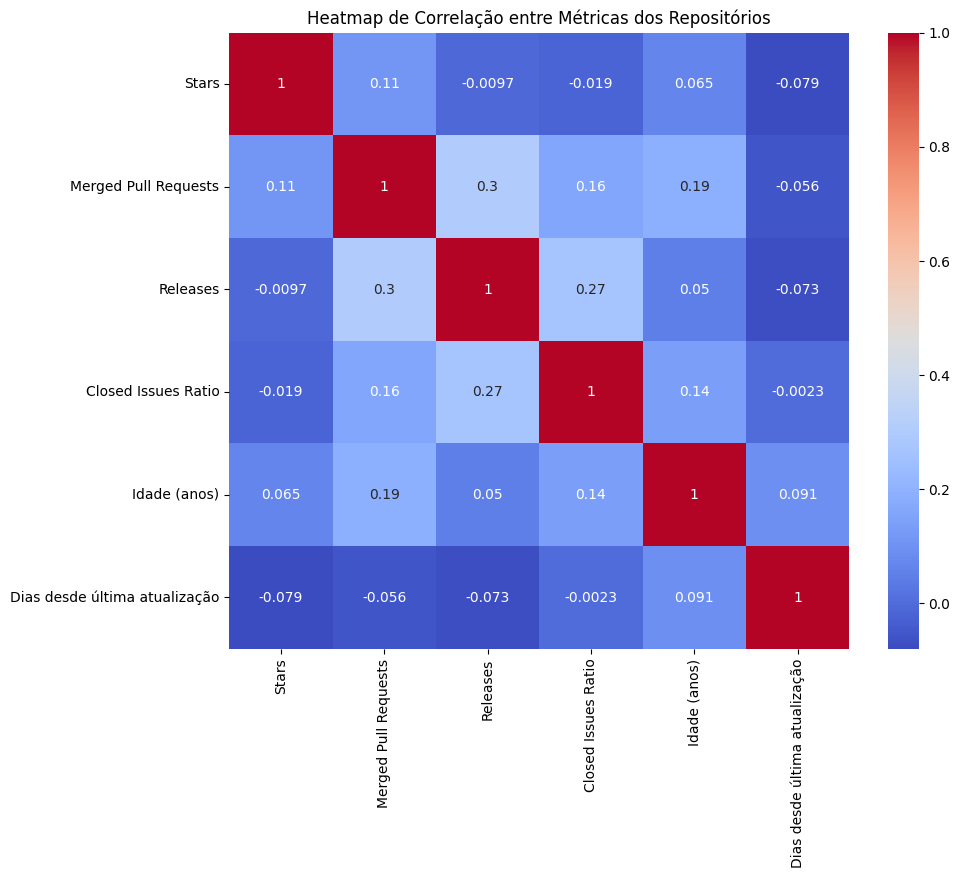 Heatmap de Correlação entre Métricas dos Repositórios
Stars 1 0.11 -0.0097 -0.019 0.065 -0.079
Merged Pull Requests 0.11 1 0.3 0.16 0.19 -0.056
Releases -0.0097 0.3 1 0.27 0.05 -0.073
Closed Issues Ratio -0.019 0.16 0.27 1 0.14 -0.0023
Idade (anos) 0.065 0.19 0.05 0.14 1 0.091
Dias desde última atualização -0.079 -0.056 -0.073 -0.0023 0.091 1
Stars
Merged Pull Requests
Releases
Closed Issues Ratio
Idade (anos)
Dias desde última atualização
1.0
0.8
0.6
0.4
0.2
0.0